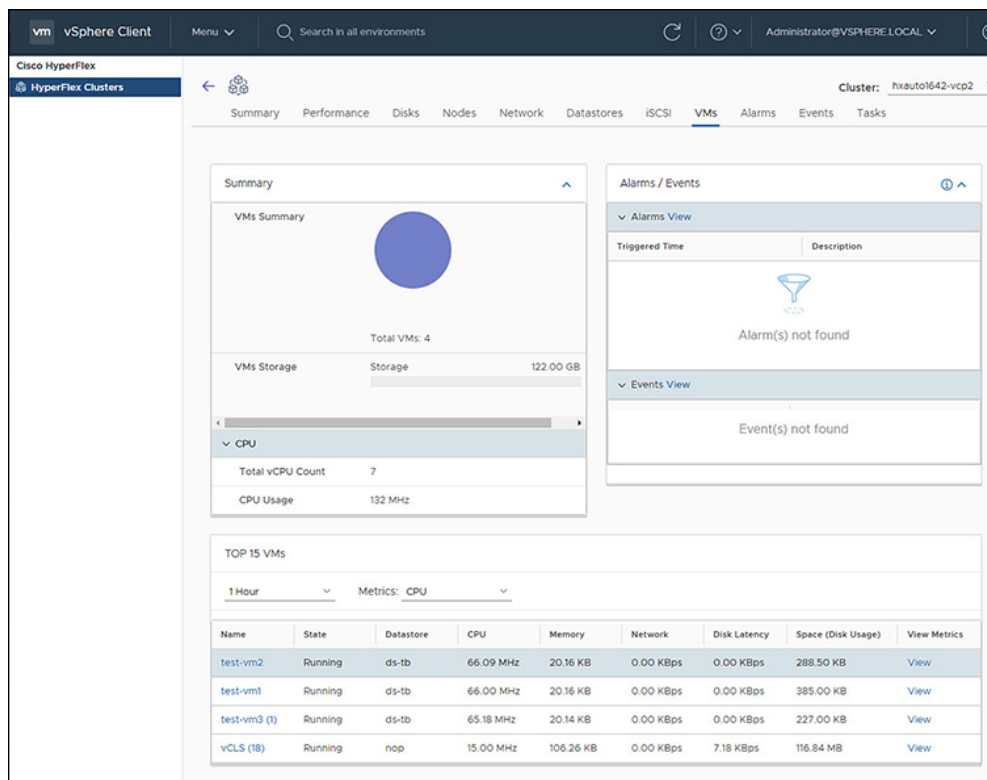 vm vSphere Client Menu Search in all environments Administrator@VSPHERE.LOCAL
Cisco HyperFlex
HyperFlex Clusters
Cluster: hxauto1642-vcp2
Summary Performance Disks Nodes Network Datastores iSCSI VMs Alarms Events Tasks
Summary
VMs Summary
Total VMs: 4
VMs Storage Storage 122.00 GB
CPU
Total vCPU Count 7
CPU Usage 132 MHz
Alarms / Events
Alarms View
Triggered Time Description
Alarm(s) not found
Events View
Event(s) not found
TOP 15 VMs
1 Hour Metrics: CPU
Name State Datastore CPU Memory Network Disk Latency Space (Disk Usage) View Metrics
test-vm2 Running ds-tb 66.09 MHz 20.16 KB 0.00 KBps 0.00 KBps 288.50 KB View
test-vm1 Running ds-tb 66.00 MHz 20.16 KB 0.00 KBps 0.00 KBps 385.00 KB View
test-vm3 (1) Running ds-tb 65.18 MHz 20.14 KB 0.00 KBps 0.00 KBps 227.00 KB View
vCLS (18) Running nop 15.00 MHz 106.26 KB 0.00 KBps 7.18 KBps 116.84 MB View